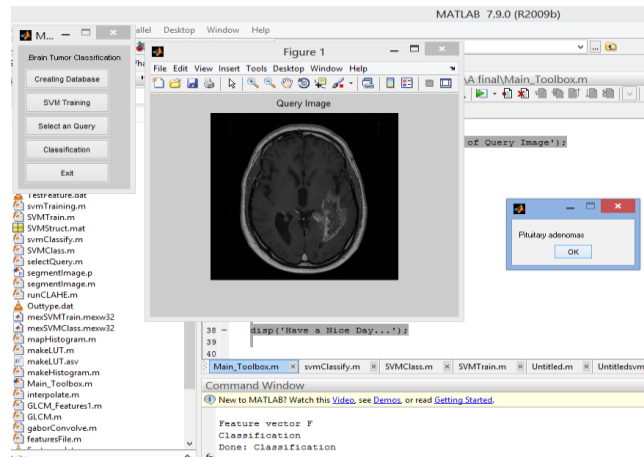 MATLAB 7.9.0 (R2009b)
M...
Brain Tumor Classification
Creating Database
SVM Training
Select an Query
Classification
Exit
Desktop Window Help
Figure 1
File Edit View Insert Tools Desktop Window Help
Query Image
\A final\Main_Toolbox.m
of Query Image');
Pituitary adenomas
OK
TestFeature.dat
svmTraining.m
SVMTrain.m
SVMStruct.mat
svmClassify.m
SVMClass.m
selectQuery.m
segmentImage.p
segmentImage.m
runCLAHE.m
Outtype.dat
mexSVMTrain.mexw32
mexSVMClass.mexw32
mapHistogram.m
makeLUT.m
makeLUT.asv
makeHistogram.m
Main_Toolbox.m
interpolate.m
GLCM_Features1.m
GLCM.m
gaborConvolve.m
featuresFile.m
38 disp('Have a Nice Day...');
39
40
Main_Toolbox.m svmClassify.m SVMClass.m SVMTrain.m Untitled.m Untitledsvm
Command Window
New to MATLAB? Watch this Video, see Demos, or read Getting Started.
Feature vector F
Classification
Done: Classification